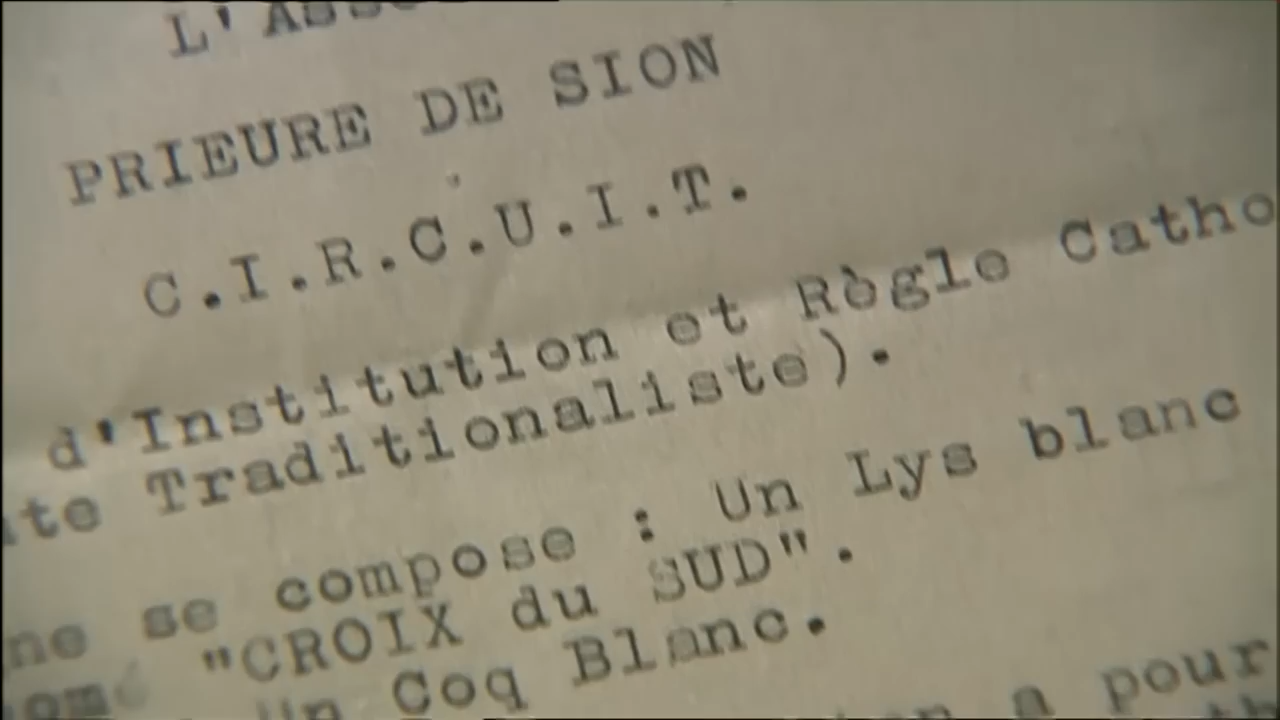 PRIEURE DE SION
C.I.R.C.U.I.T.
d'Institution et Règle Catho
Traditionaliste).
se compose : Un Lys blanc
"CROIX du SUD".
Un Coq Blanc.
a pour